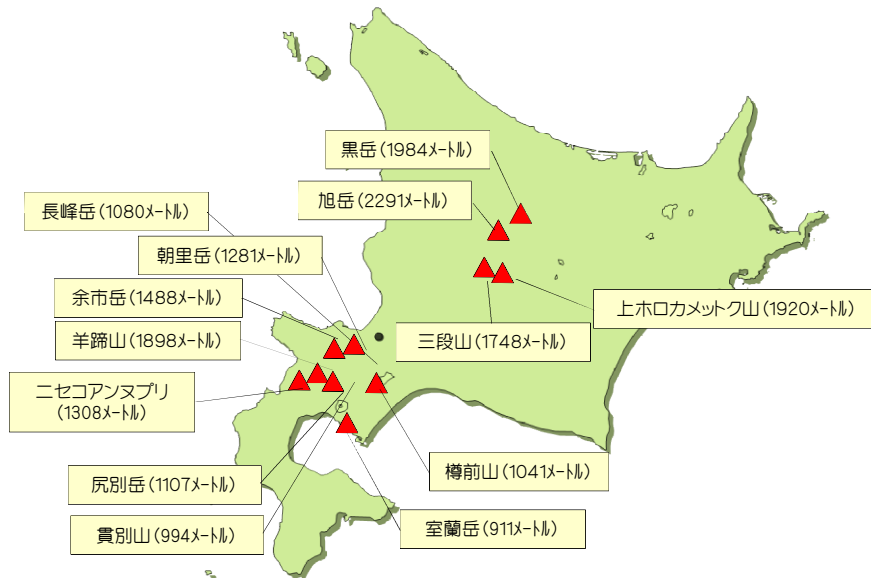 黒岳(1984ﾒｰﾄﾙ)
旭岳(2291ﾒｰﾄﾙ)
長峰岳(1080ﾒｰﾄﾙ)
朝里岳(1281ﾒｰﾄﾙ)
余市岳(1488ﾒｰﾄﾙ)
上ホロカメットク山(1920ﾒｰﾄﾙ)
羊蹄山(1898ﾒｰﾄﾙ)
三段山(1748ﾒｰﾄﾙ)
ニセコアンヌプリ
(1308ﾒｰﾄﾙ)
樽前山(1041ﾒｰﾄﾙ)
尻別岳(1107ﾒｰﾄﾙ)
貫別山(994ﾒｰﾄﾙ)
室蘭岳(911ﾒｰﾄﾙ)